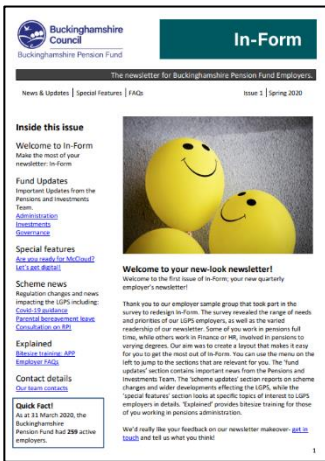 Buckinghamshire
Council
Buckinghamshire Pension Fund
In-Form
The newsletter for Buckinghamshire Pension Fund Employers.
News & Updates | Special Features | FAQs
Issue 1 | Spring 2020
Inside this issue
Welcome to In-Form
Make the most of your
newsletter: In-Form
Fund Updates
Important Updates from the
Pensions and Investments
Team.
Administration
Investments
Governance
Special features
Are you ready for McCloud?
Let's get digital!
Scheme news
Regulation changes and news
impacting the LGPS including:
Covid-19 guidance
Parental bereavement leave
Consultation on RPI
Explained
Bitesize training: APP
Employer FAQs
Contact details
Our team contacts
Quick Fact!
As at 31 March 2020, the
Buckinghamshire
Pension Fund had 259 active
employers.
Welcome to your new-look newsletter!
Welcome to the first issue of In-Form; your new quarterly
employer's newsletter!
Thank you to our employer sample group that took part in the
survey to redesign In-Form. The survey revealed the range of needs
and priorities of our LGPS employers, as well as the varied
readership of our newsletter. Some of you work in pensions full
time, while others work in Finance or HR, involved in pensions to
varying degrees. Our aim was to create a layout that makes it easy
for you to get the most out of In-Form. You can use the menu on the
left to jump to the sections that are relevant for you. The 'fund
updates' section contains important news from the Pensions and
Investments Team. The 'scheme updates' section reports on scheme
changes and wider developments effecting the LGPS, while the
'special features' section looks at specific topics of interest to LGPS
employers in details. 'Explained' provides bitesize training for those
of you working in pensions administration.
We'd really like your feedback on our newsletter makeover- get in
touch and tell us what you think!
1